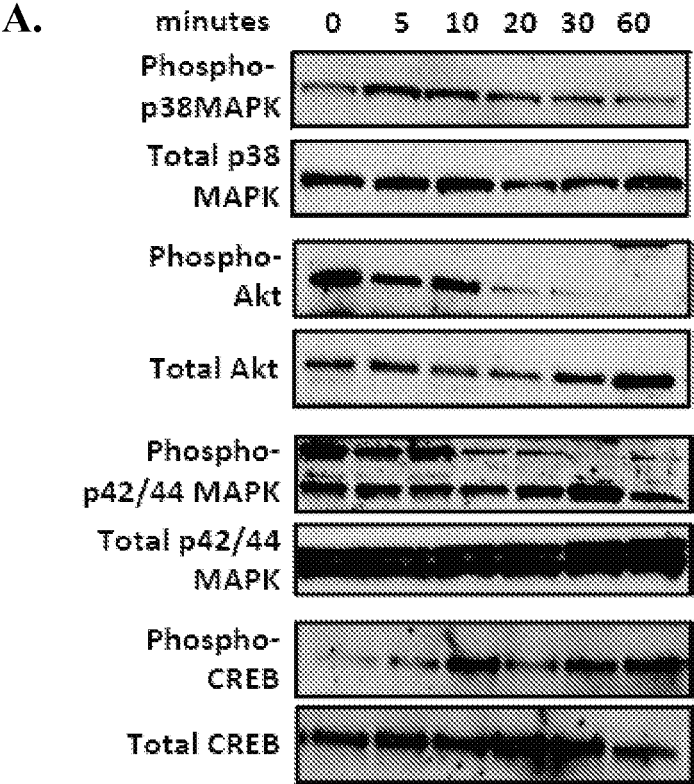 A.
minutes 0 5 10 20 30 60
Phospho-
p38MAPK
Total p38
MAPK
Phospho-
Akt
Total Akt
Phospho-
p42/44 MAPK
Total p42/44
MAPK
Phospho-
CREB
Total CREB